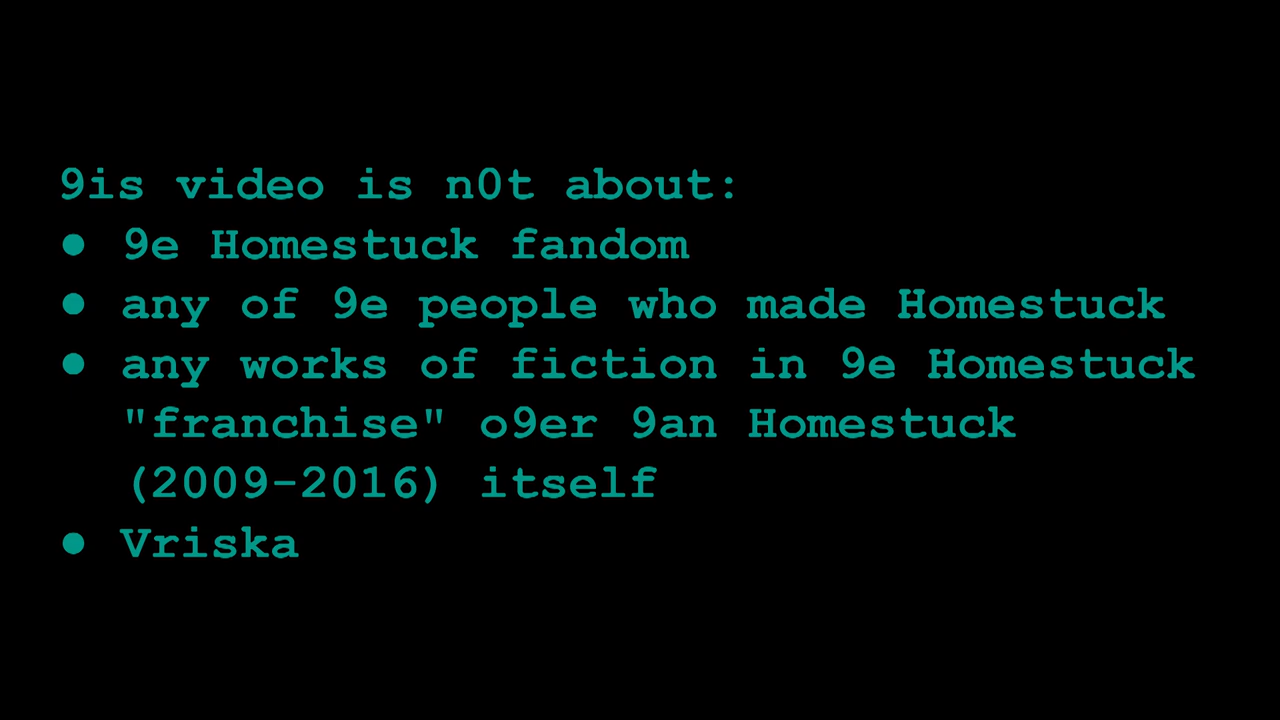 9is video is n0t about:
● 9e Homestuck fandom
● any of 9e people who made Homestuck
● any works of fiction in 9e Homestuck
"franchise" o9er 9an Homestuck
(2009-2016) itself
● Vriska